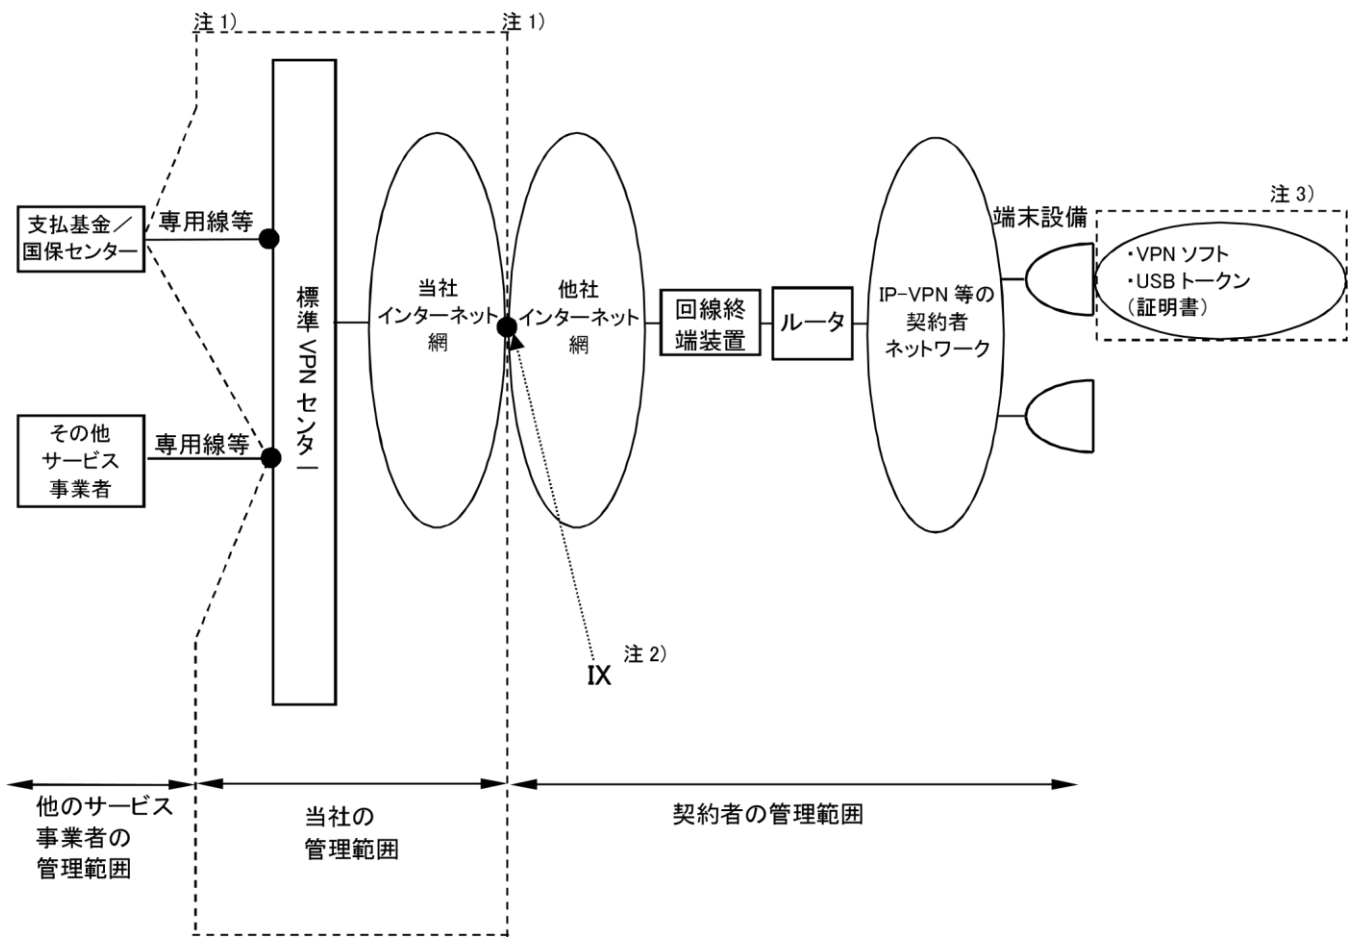 注 1）
注 1）
支払基金／
国保センター
専用線等
その他
サービス
事業者
専用線等
標準VPNセンター
当社
インターネット
網
他社
インターネット
網
回線終
端装置
ルータ
IP-VPN 等の
契約者
ネットワーク
端末設備
注 3）
・VPN ソフト
・USB トークン
（証明書）
IX
注 2）
他のサービス
事業者の
管理範囲
当社の
管理範囲
契約者の管理範囲